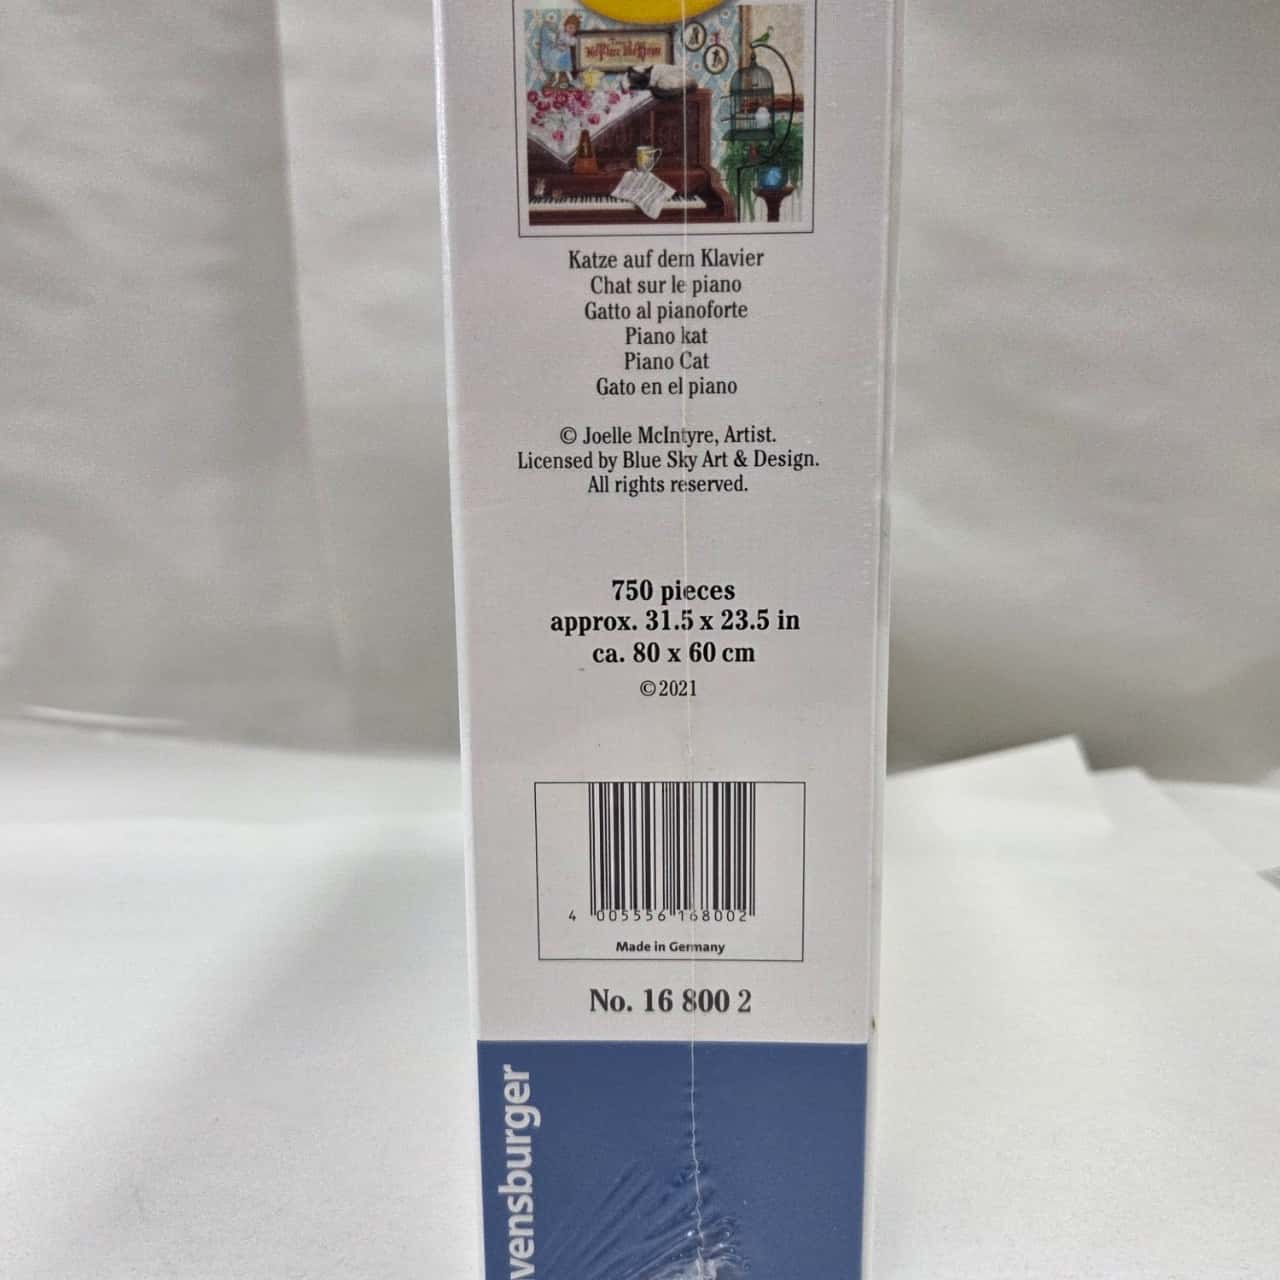 Katze auf dem Klavier
Chat sur le piano
Gatto al pianoforte
Piano kat
Piano Cat
Gato en el piano
© Joelle McIntyre, Artist.
Licensed by Blue Sky Art & Design.
All rights reserved.
750 pieces
approx. 31.5 x 23.5 in
ca. 80 x 60 cm
©2021
4 005556 168002
Made in Germany
No. 16 800 2
vensburger